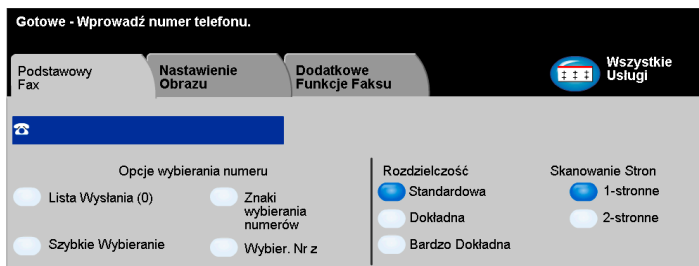 Gotowe - Wprowadź numer telefonu.
Podstawowy
Fax
Nastawienie
Obrazu
Dodatkowe
Funkcje Faksu
Wszystkie
Usługi
Opcje wybierania numeru
Lista Wysłania (0)
Znaki
wybierania
numerów
Szybkie Wybieranie
Wybier. Nr z
Rozdzielczość
Standardowa
Dokładna
Bardzo Dokładna
Skanowanie Stron
1-stronne
2-stronne